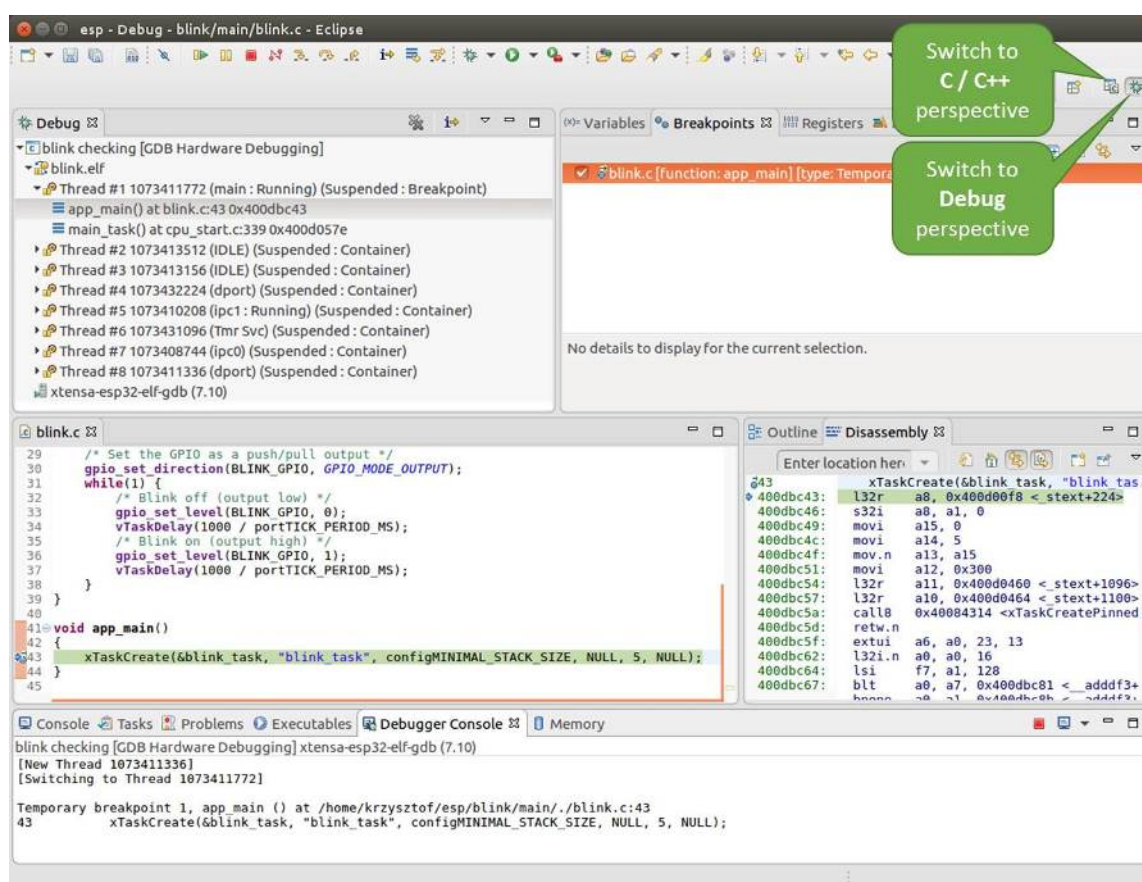 esp - Debug - blink/main/blink.c - Eclipse
Switch to
C / C++
perspective
Debug
Variables
Breakpoints
Registers
blink checking [GDB Hardware Debugging]
blink.elf
Thread #1 1073411772 (main : Running) (Suspended : Breakpoint)
app_main() at blink.c:43 0x400dbc43
main_task() at cpu_start.c:339 0x400d057e
Thread #2 1073413512 (IDLE) (Suspended : Container)
Thread #3 1073413156 (IDLE) (Suspended : Container)
Thread #4 1073432224 (dport) (Suspended : Container)
Thread #5 1073410208 (ipc1 : Running) (Suspended : Container)
Thread #6 1073431096 (Tmr Svc) (Suspended : Container)
Thread #7 1073408744 (ipc0) (Suspended : Container)
Thread #8 1073411336 (dport) (Suspended : Container)
xtensa-esp32-elf-gdb (7.10)
blink.c [function: app_main] [type: Tempora
Switch to
Debug
perspective
No details to display for the current selection.
blink.c
29 /* Set the GPIO as a push/pull output */
30 gpio_set_direction(BLINK_GPIO, GPIO_MODE_OUTPUT);
31 while(1) {
32 /* Blink off (output low) */
33 gpio_set_level(BLINK_GPIO, 0);
34 vTaskDelay(1000 / portTICK_PERIOD_MS);
35 /* Blink on (output high) */
36 gpio_set_level(BLINK_GPIO, 1);
37 vTaskDelay(1000 / portTICK_PERIOD_MS);
38 }
39 }
40
41 void app_main()
42 {
43 xTaskCreate(&blink_task, "blink_task", configMINIMAL_STACK_SIZE, NULL, 5, NULL);
44 }
45
Outline
Disassembly
Enter location her
43 xTaskCreate(&blink_task, "blink_tas
400dbc43: l32r a8, 0x400d00f8 <_stext+224>
400dbc46: s32i a8, a1, 0
400dbc49: movi a15, 0
400dbc4c: movi a14, 5
400dbc4f: mov.n a13, a15
400dbc51: movi a12, 0x300
400dbc54: l32r a11, 0x400d0460 <_stext+1096>
400dbc57: l32r a10, 0x400d0464 <_stext+1100>
400dbc5a: call8 0x40084314 <xTaskCreatePinned
400dbc5d: retw.n
400dbc5f: extui a6, a0, 23, 13
400dbc62: l32i.n a0, a0, 16
400dbc64: lsi f7, a1, 128
400dbc67: blt a0, a7, 0x400dbc81 <__adddf3+
Console
Tasks
Problems
Executables
Debugger Console
Memory
blink checking [GDB Hardware Debugging] xtensa-esp32-elf-gdb (7.10)
[New Thread 1073411336]
[Switching to Thread 1073411772]
Temporary breakpoint 1, app_main () at /home/krzysztof/esp/blink/main/./blink.c:43
43 xTaskCreate(&blink_task, "blink_task", configMINIMAL_STACK_SIZE, NULL, 5, NULL);